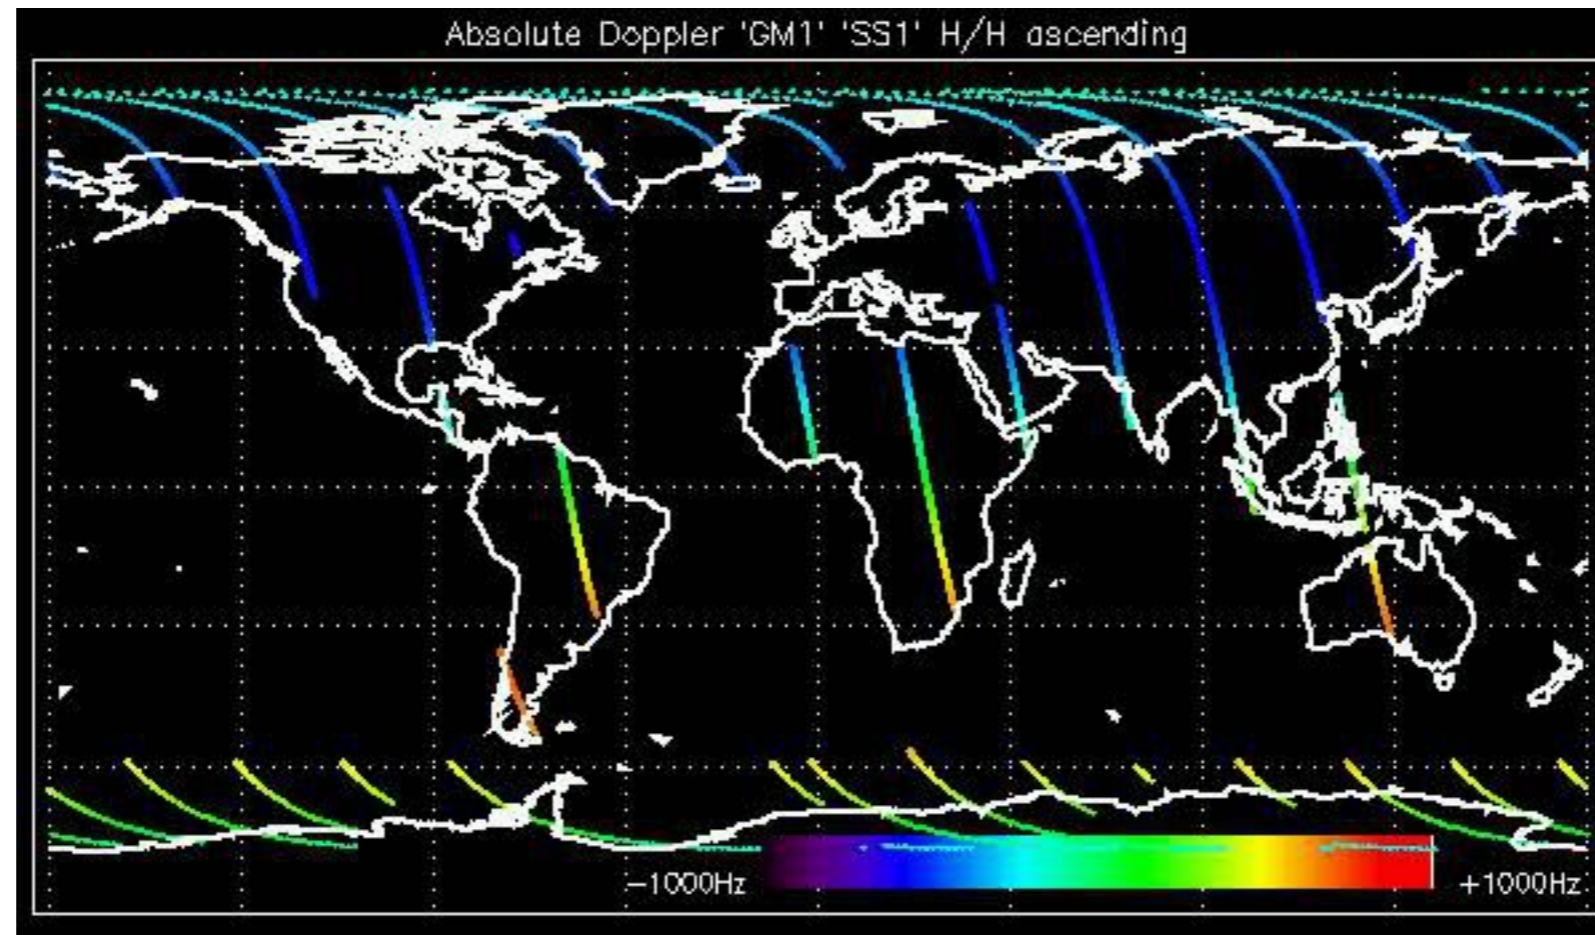 Absolute Doppler 'GM1' 'SS1' H/H ascending
−1000Hz
+1000Hz